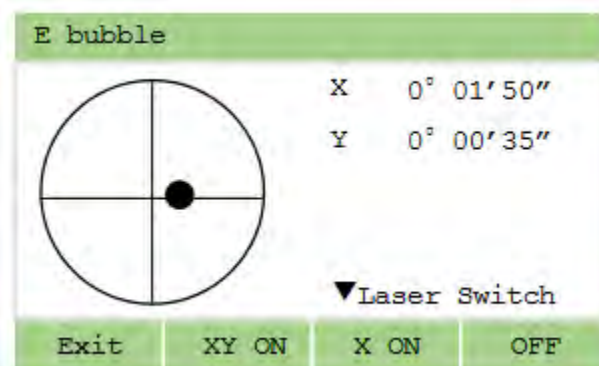 E bubble
X 0° 01′50″
Y 0° 00′35″
▼Laser Switch
Exit XY ON X ON OFF